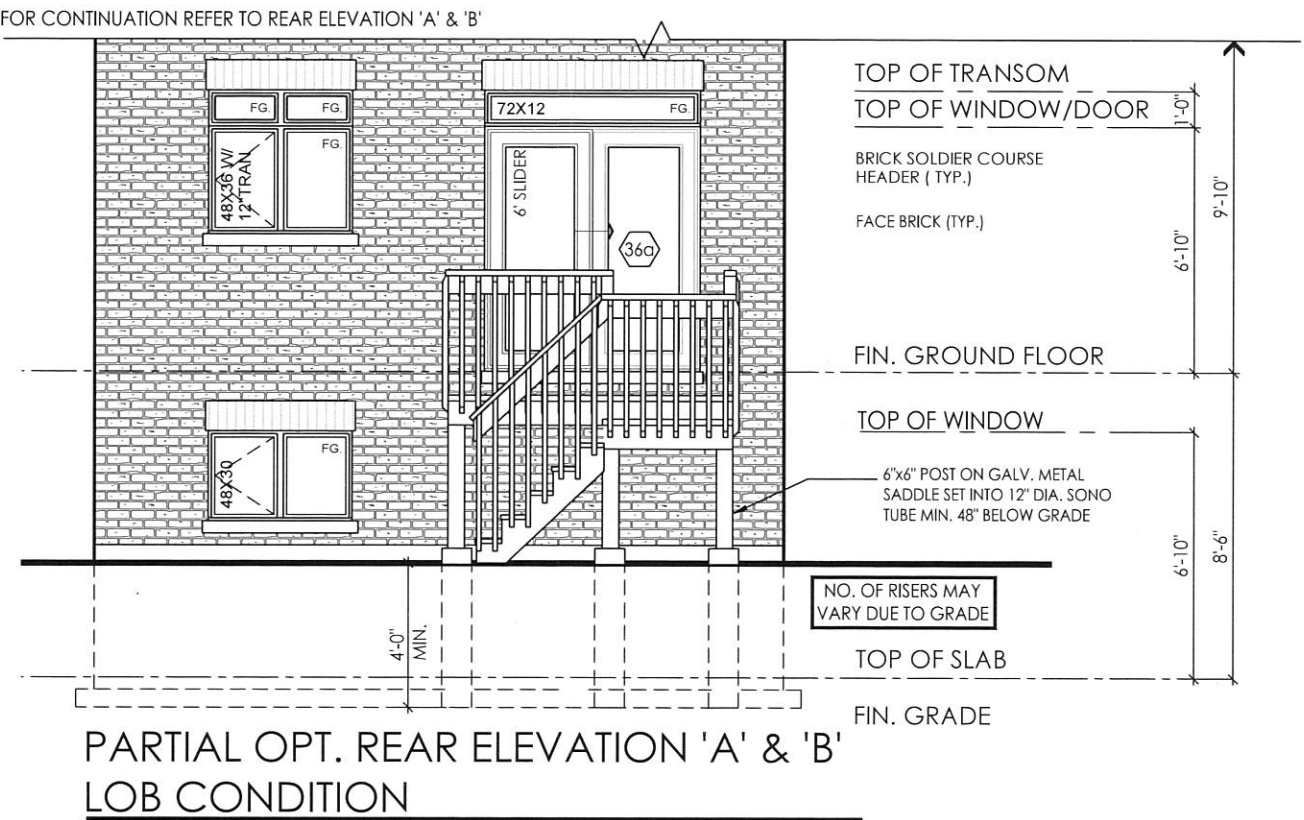 FOR CONTINUATION REFER TO REAR ELEVATION 'A' & 'B'
FG.
FG.
FG.
48X36 W/
12"TRAN
72X12
FG.
6' SLIDER
36a
TOP OF TRANSOM
TOP OF WINDOW/DOOR
1'-0"
BRICK SOLDIER COURSE
HEADER ( TYP.)
FACE BRICK (TYP.)
9'-10"
6'-10"
FIN. GROUND FLOOR
TOP OF WINDOW
48X30
FG.
6"x6" POST ON GALV. METAL
SADDLE SET INTO 12" DIA. SONO
TUBE MIN. 48" BELOW GRADE
6'-10"
8'-6"
NO. OF RISERS MAY
VARY DUE TO GRADE
4'-0"
MIN.
TOP OF SLAB
FIN. GRADE
PARTIAL OPT. REAR ELEVATION 'A' & 'B'
LOB CONDITION